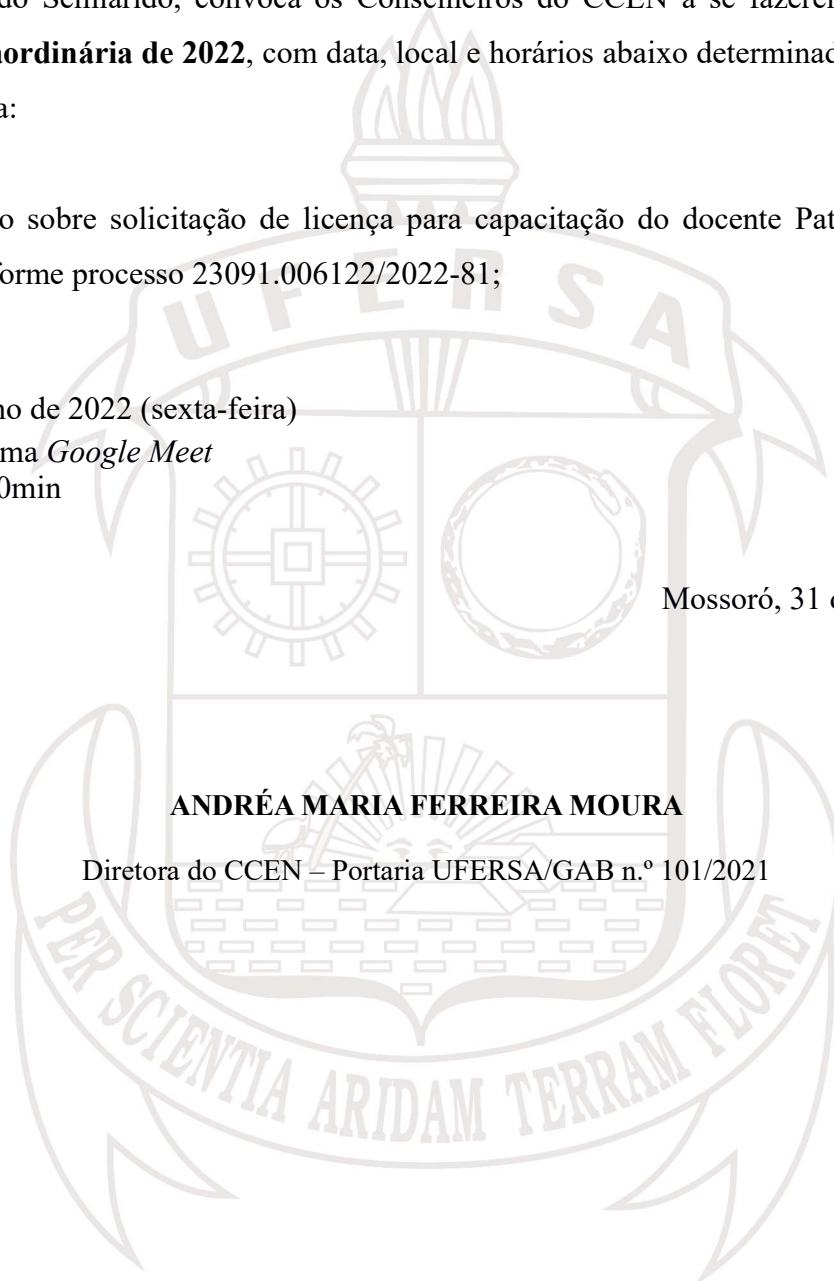 do Semiárido, convoca os Conselheiros do CCEN a se fazerem
aordinária de 2022, com data, local e horários abaixo determinad
a:
o sobre solicitação de licença para capacitação do docente Pat
forme processo 23091.006122/2022-81;
UFERSA
ho de 2022 (sexta-feira)
ma Google Meet
0min
Mossoró, 31
ANDRÉA MARIA FERREIRA MOURA
Diretora do CCEN – Portaria UFERSA/GAB n.º 101/2021
PER SCIENTIA ARIDAM TERRAM FLORET